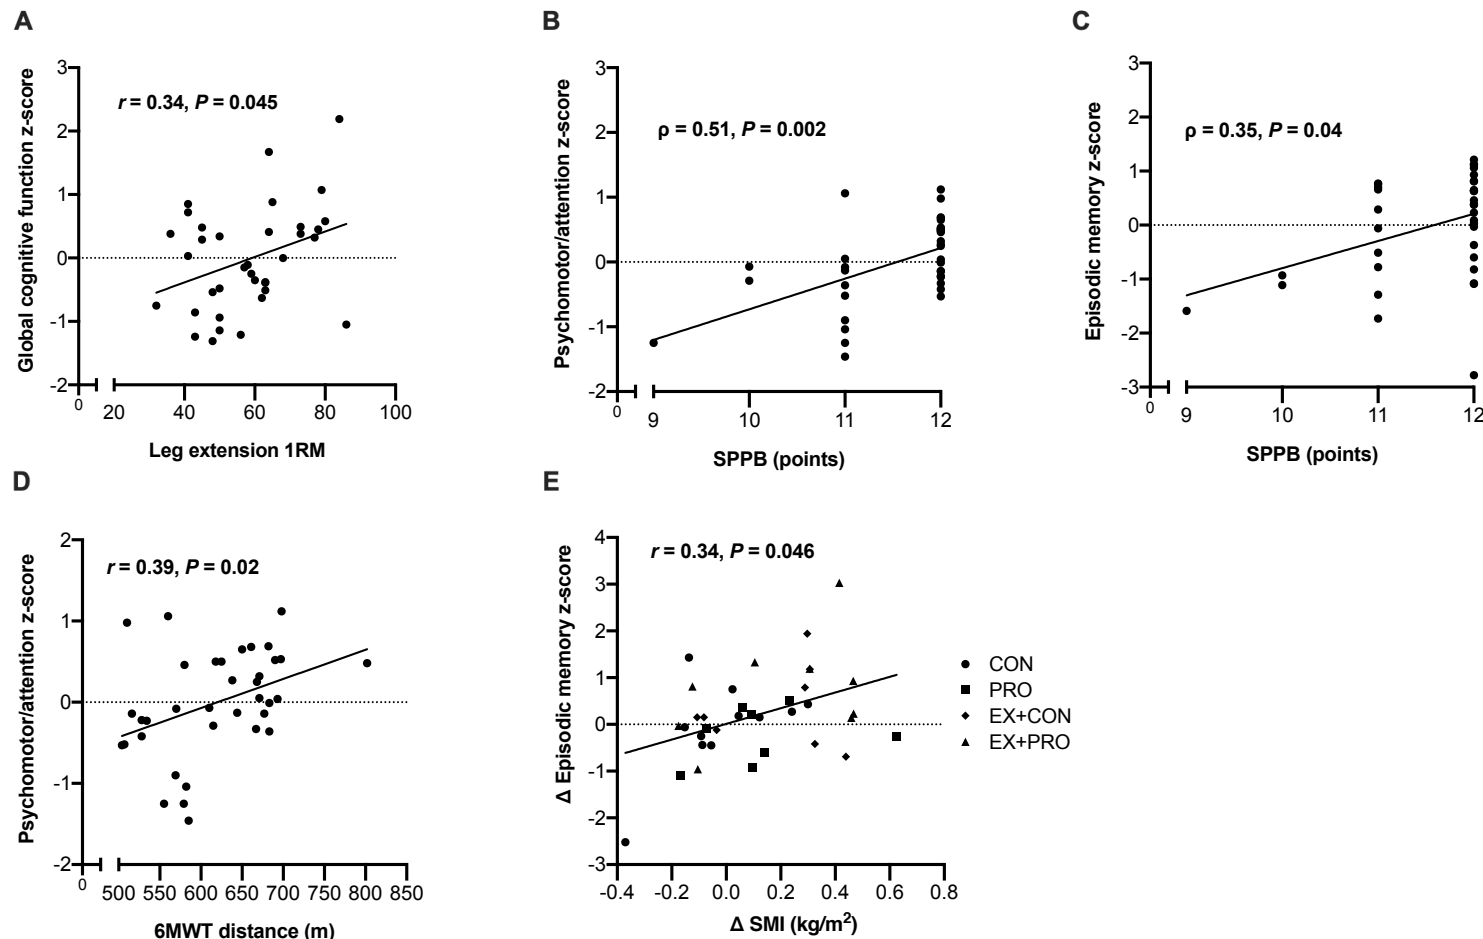 A
r = 0.34, P = 0.045
Global cognitive function z-score
3
2
1
0
-1
-2
0 20 40 60 80 100
Leg extension 1RM
B
ρ = 0.51, P = 0.002
Psychomotor/attention z-score
3
2
1
0
-1
-2
0 9 10 11 12
SPPB (points)
C
ρ = 0.35, P = 0.04
Episodic memory z-score
3
2
1
0
-1
-2
-3
0 9 10 11 12
SPPB (points)
D
r = 0.39, P = 0.02
Psychomotor/attention z-score
2
1
0
-1
-2
0 500 550 600 650 700 750 800 850
6MWT distance (m)
E
r = 0.34, P = 0.046
Δ Episodic memory z-score
4
3
2
1
0
-1
-2
-3
-0.4 -0.2 0.0 0.2 0.4 0.6 0.8
Δ SMI (kg/m²)
CON
PRO
EX+CON
EX+PRO